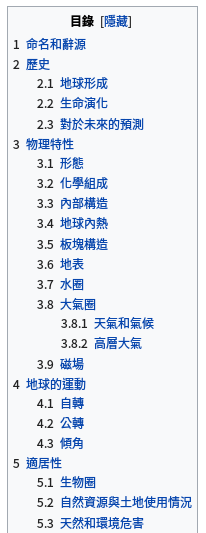 目錄 [隱藏]
1 命名和辭源
2 歷史
2.1 地球形成
2.2 生命演化
2.3 對於未來的預測
3 物理特性
3.1 形態
3.2 化學組成
3.3 內部構造
3.4 地球內熱
3.5 板塊構造
3.6 地表
3.7 水圈
3.8 大氣圈
3.8.1 天氣和氣候
3.8.2 高層大氣
3.9 磁場
4 地球的運動
4.1 自轉
4.2 公轉
4.3 傾角
5 適居性
5.1 生物圈
5.2 自然資源與土地使用情況
5.3 天然和環境危害